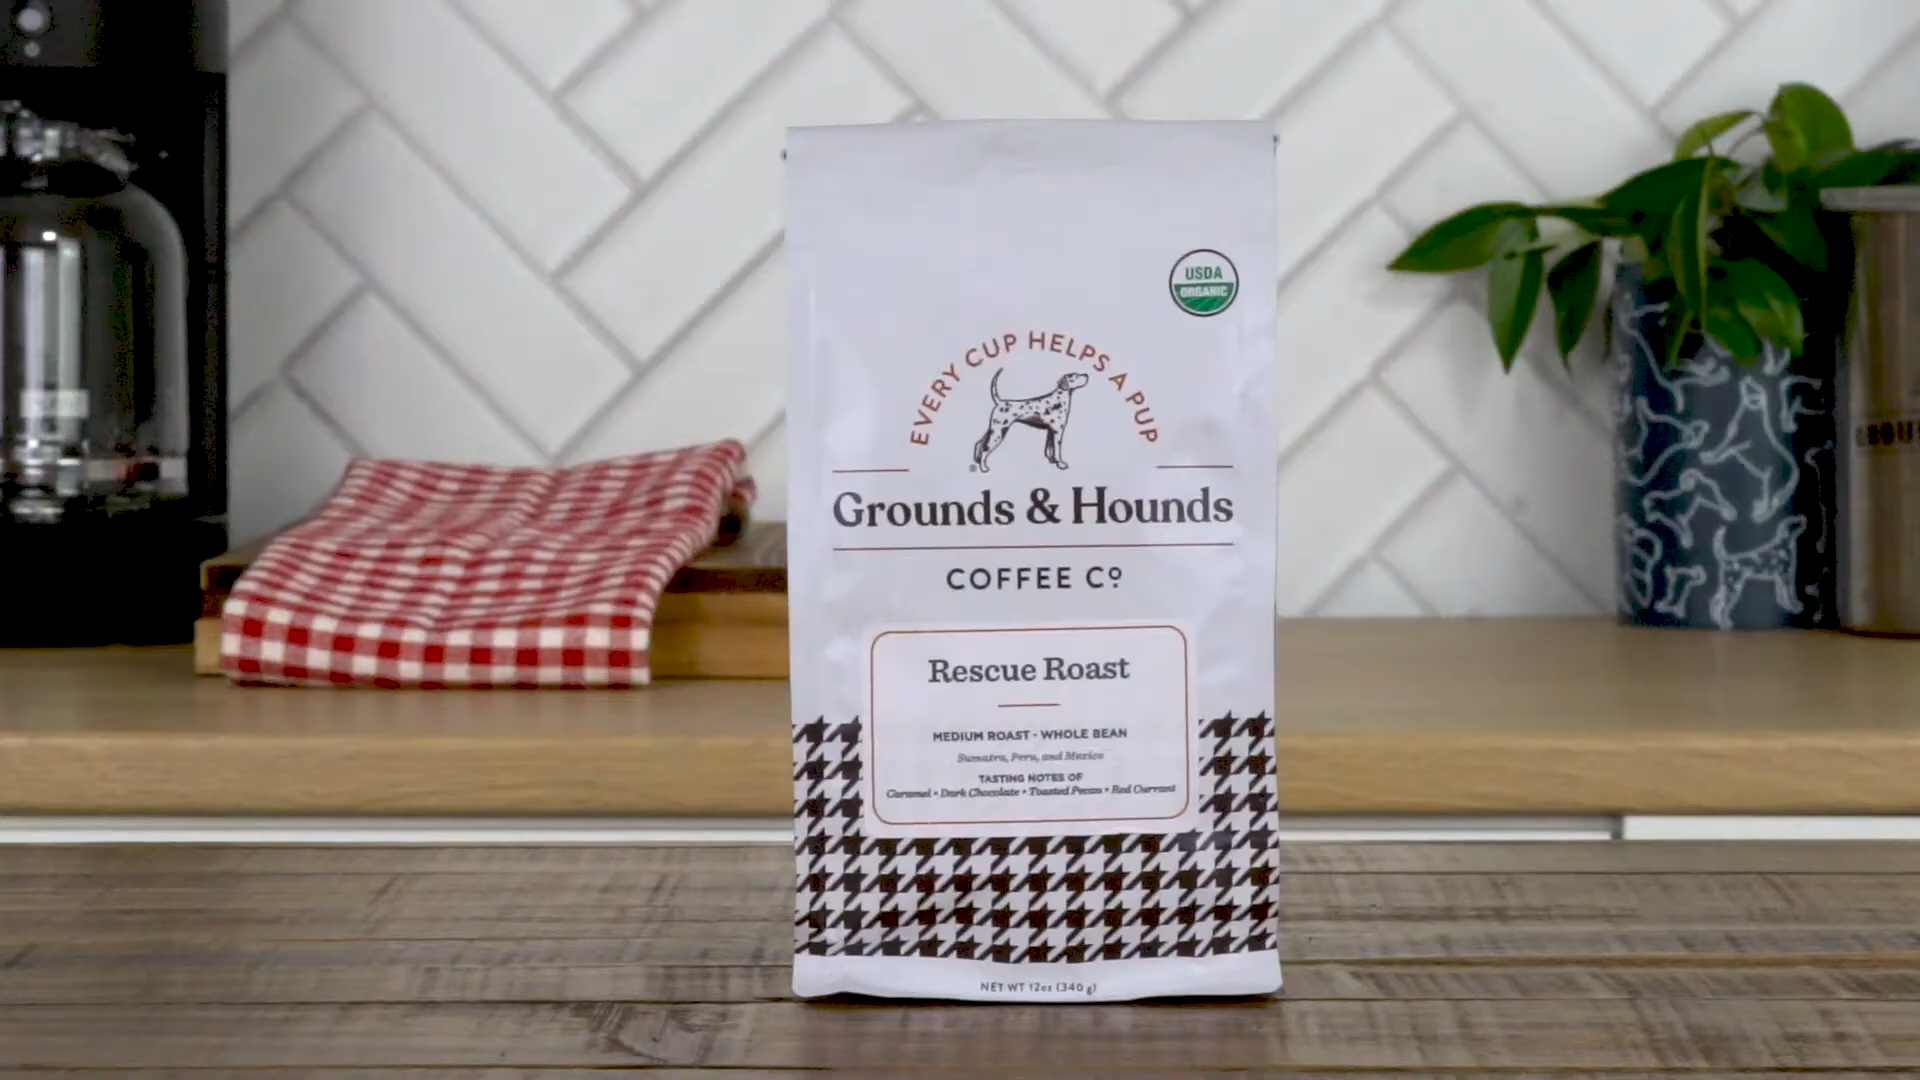 USDA
ORGANIC
EVERY CUP HELPS A PUP
®
Grounds & Hounds
COFFEE Cº
Rescue Roast
MEDIUM ROAST • WHOLE BEAN
Sumatra, Peru, and Mexico
TASTING NOTES OF
Caramel • Dark Chocolate • Toasted Pecan • Red Currant
NET WT 12oz (340 g)